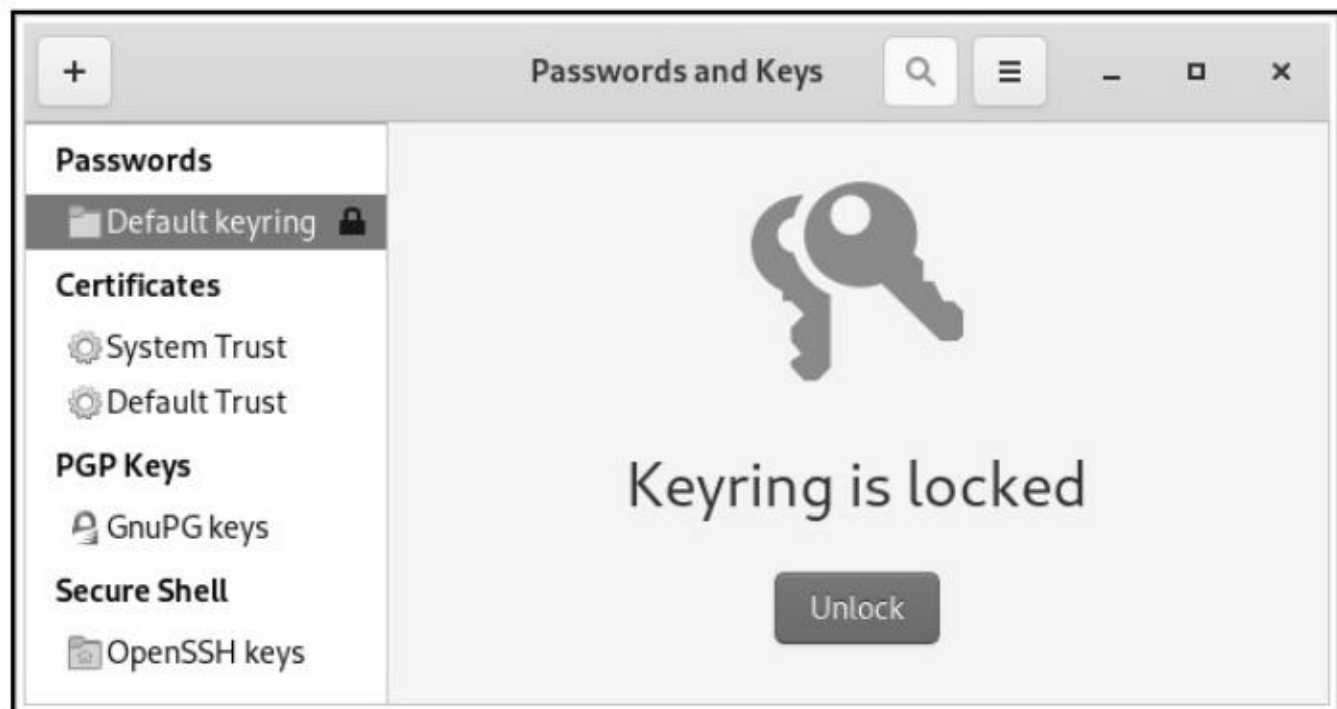 Passwords and Keys
Passwords
Default keyring
Certificates
System Trust
Default Trust
PGP Keys
GnuPG keys
Secure Shell
OpenSSH keys
Keyring is locked
Unlock